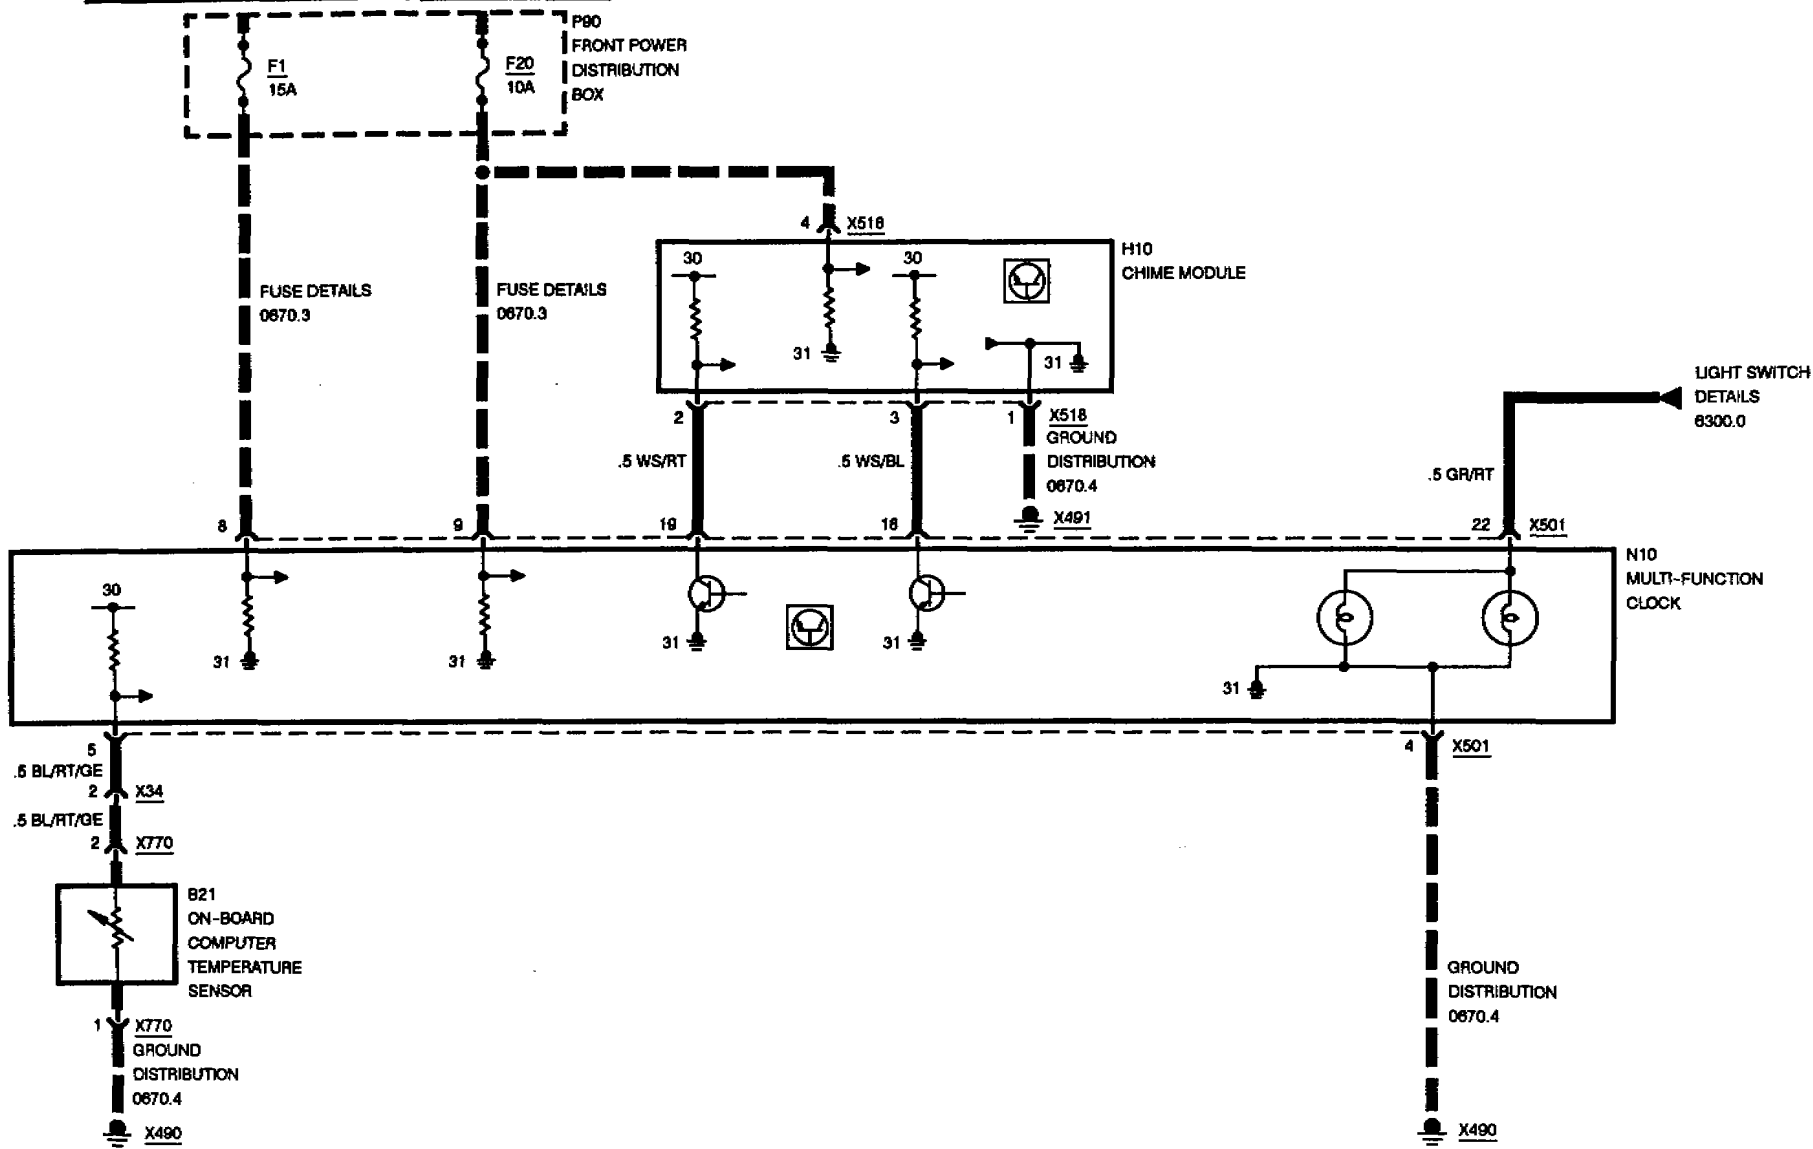 P90
FRONT POWER
DISTRIBUTION
BOX
F1
15A
F20
10A
FUSE DETAILS
0670.3
FUSE DETAILS
0670.3
4 X518
H10
CHIME MODULE
30
30
31
31
2
3
1 X518
GROUND
DISTRIBUTION
0670.4
X491
.5 WS/RT
.5 WS/BL
LIGHT SWITCH
DETAILS
6300.0
.5 GR/RT
8
9
19
18
22 X501
N10
MULTI-FUNCTION
CLOCK
30
31
31
31
31
31
5
.5 BL/RT/GE
2 X34
.5 BL/RT/GE
2 X770
B21
ON-BOARD
COMPUTER
TEMPERATURE
SENSOR
1 X770
GROUND
DISTRIBUTION
0670.4
X490
4 X501
GROUND
DISTRIBUTION
0670.4
X490